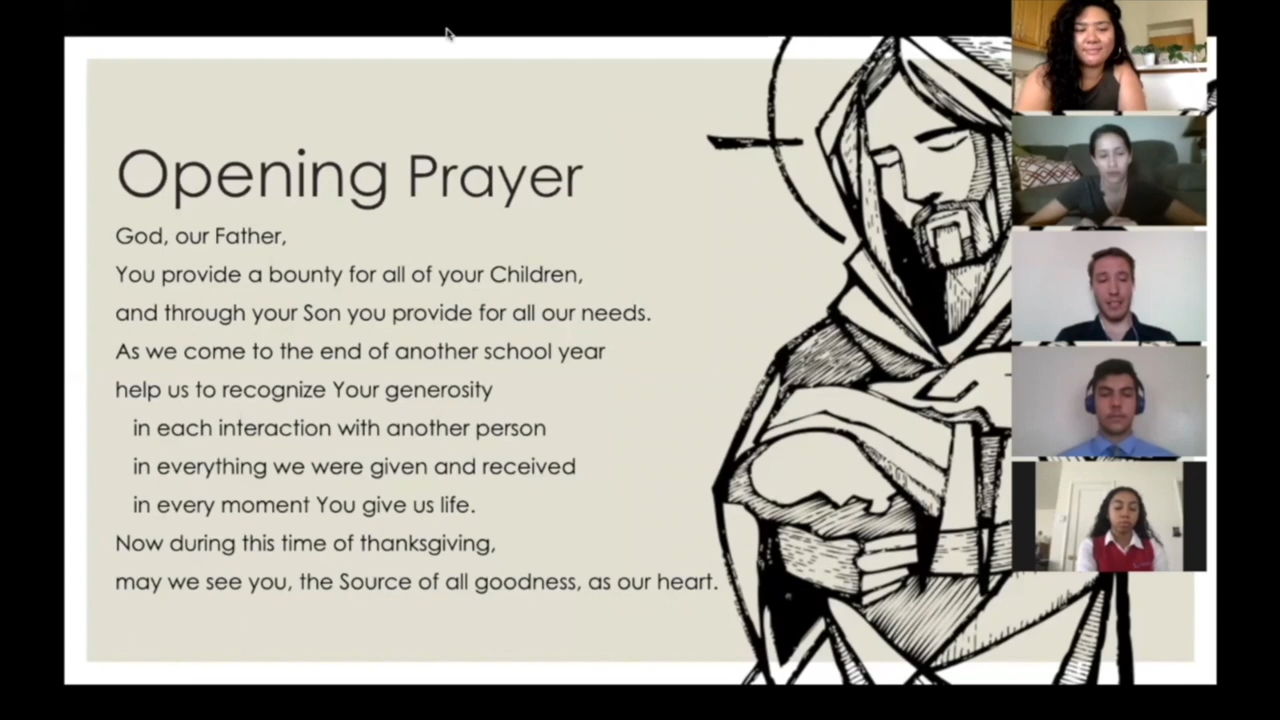 Opening Prayer
God, our Father,
You provide a bounty for all of your Children,
and through your Son you provide for all our needs.
As we come to the end of another school year
help us to recognize Your generosity
in each interaction with another person
in everything we were given and received
in every moment You give us life.
Now during this time of thanksgiving,
may we see you, the Source of all goodness, as our heart.